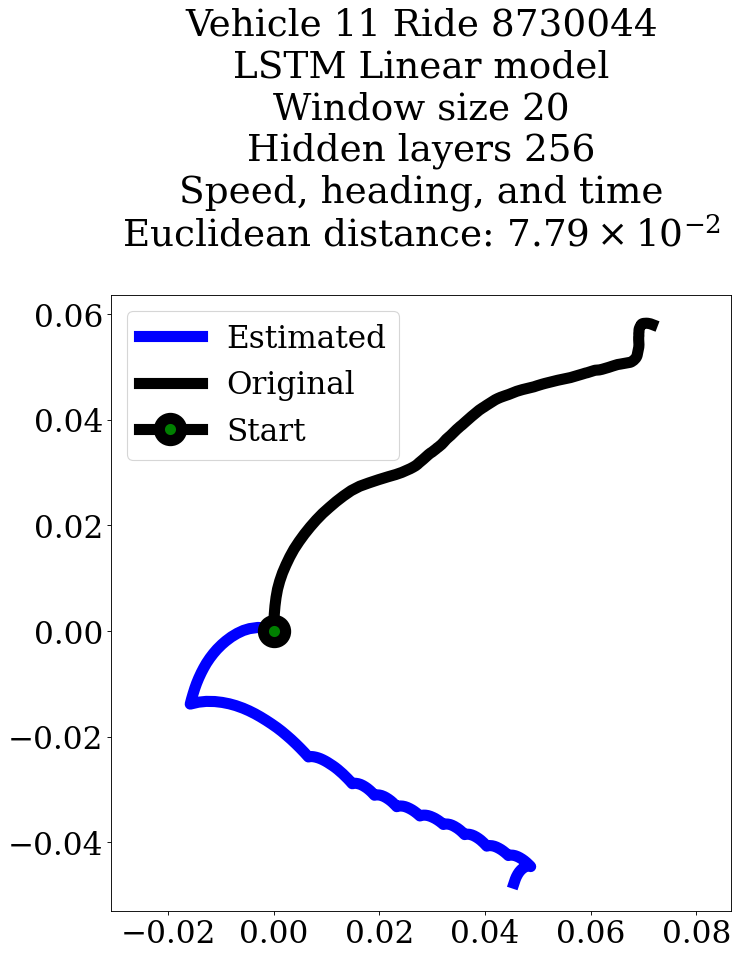 Vehicle 11 Ride 8730044
LSTM Linear model
Window size 20
Hidden layers 256
Speed, heading, and time
Euclidean distance: 7.79 × 10⁻²
Estimated
Original
Start
0.06
0.04
0.02
0.00
−0.02
−0.04
−0.02 0.00 0.02 0.04 0.06 0.08